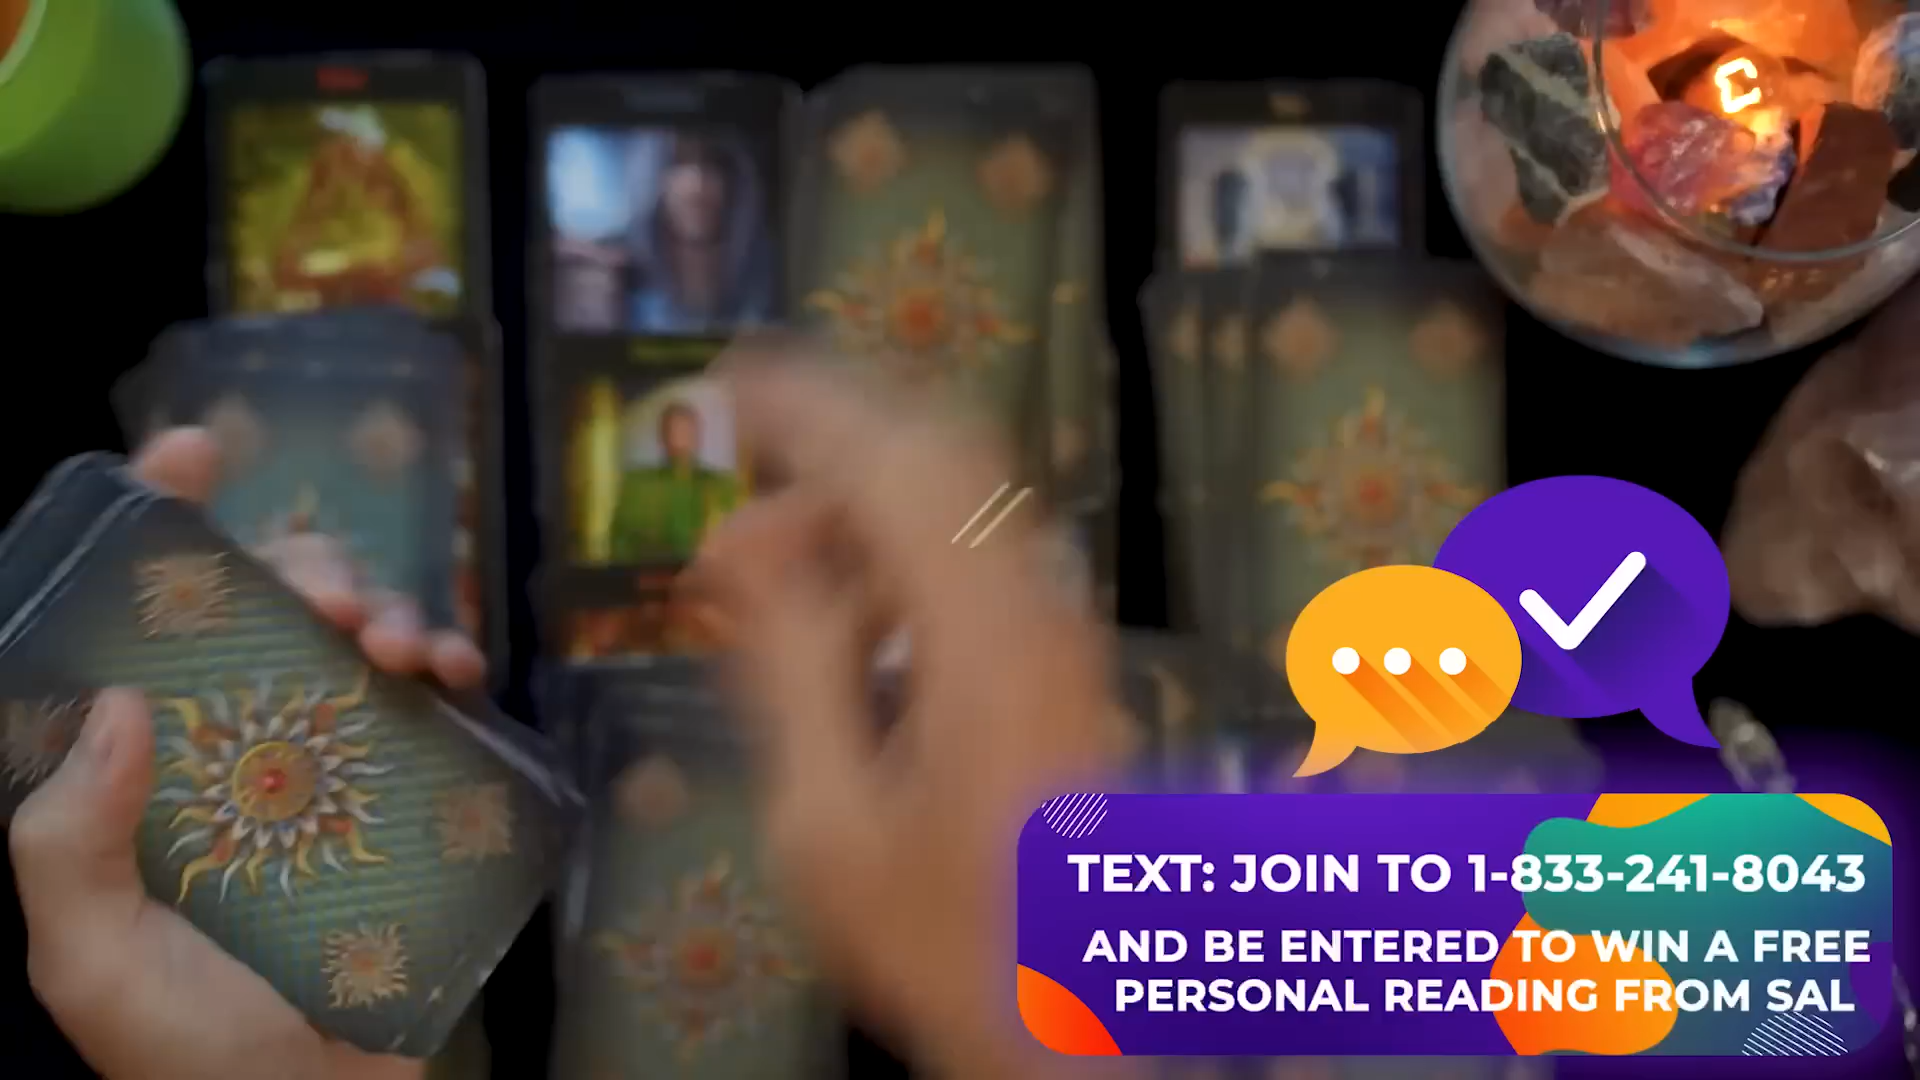 TEXT: JOIN TO 1-833-241-8043
AND BE ENTERED TO WIN A FREE
PERSONAL READING FROM SAL